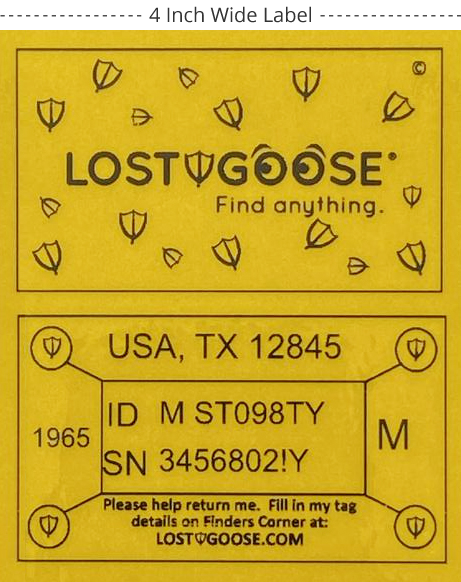 4 Inch Wide Label
©
LOSTGOOSE®
Find anything.
USA, TX 12845
1965
ID M ST098TY
M
SN 3456802!Y
Please help return me. Fill in my tag
details on Finders Corner at:
LOSTGOOSE.COM